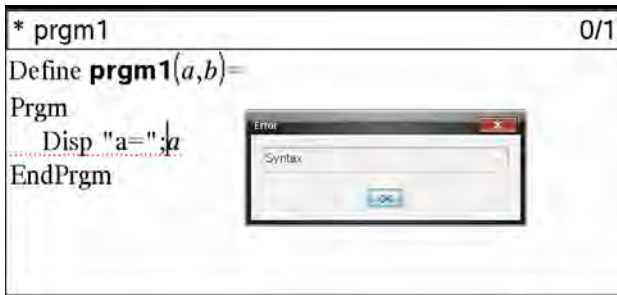 * prgm1 0/1
Define prgm1(a,b)=
Prgm
Disp "a=";a
EndPrgm
Error
Syntax
OK